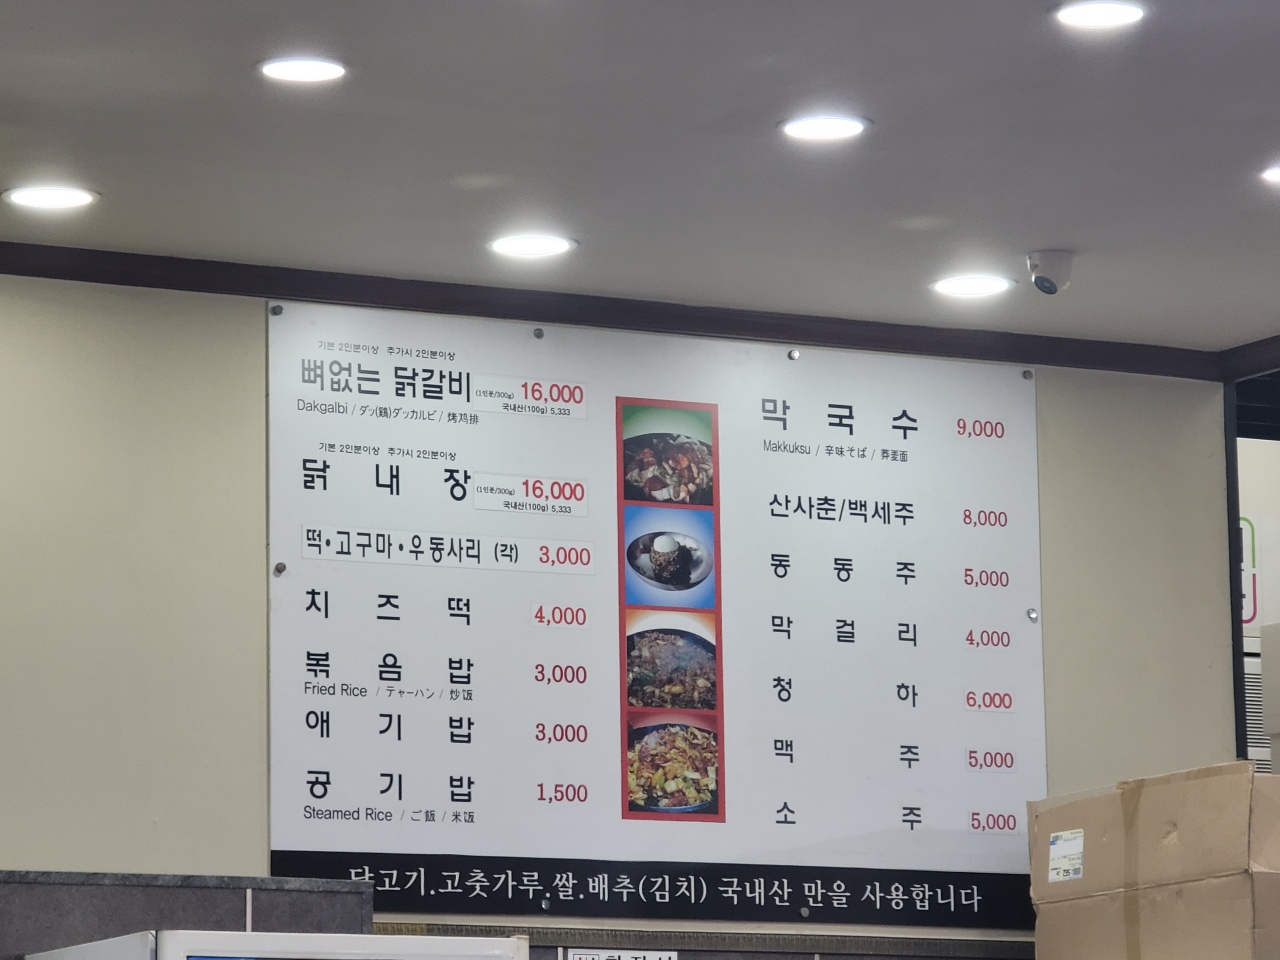 기본 2인분이상 추가시 2인분이상
뼈없는 닭갈비 (1인분/300g) 16,000
국내산(100g) 5,333
Dakgalbi / ダッ(鷄)ダッカルビ / 烤鸡排
기본 2인분이상 추가시 2인분이상
닭내장 (1인분/300g) 16,000
국내산(100g) 5,333
떡•고구마•우동사리 (각) 3,000
치즈떡 4,000
볶음밥 3,000
Fried Rice / チャーハン / 炒饭
애기밥 3,000
공기밥 1,500
Steamed Rice / ご飯 / 米饭
막국수 9,000
Makkuksu / 辛味そば / 荞麦面
산사춘/백세주 8,000
동동주 5,000
막걸리 4,000
청하 6,000
맥주 5,000
소주 5,000
닭고기.고춧가루.쌀.배추(김치) 국내산 만을 사용합니다